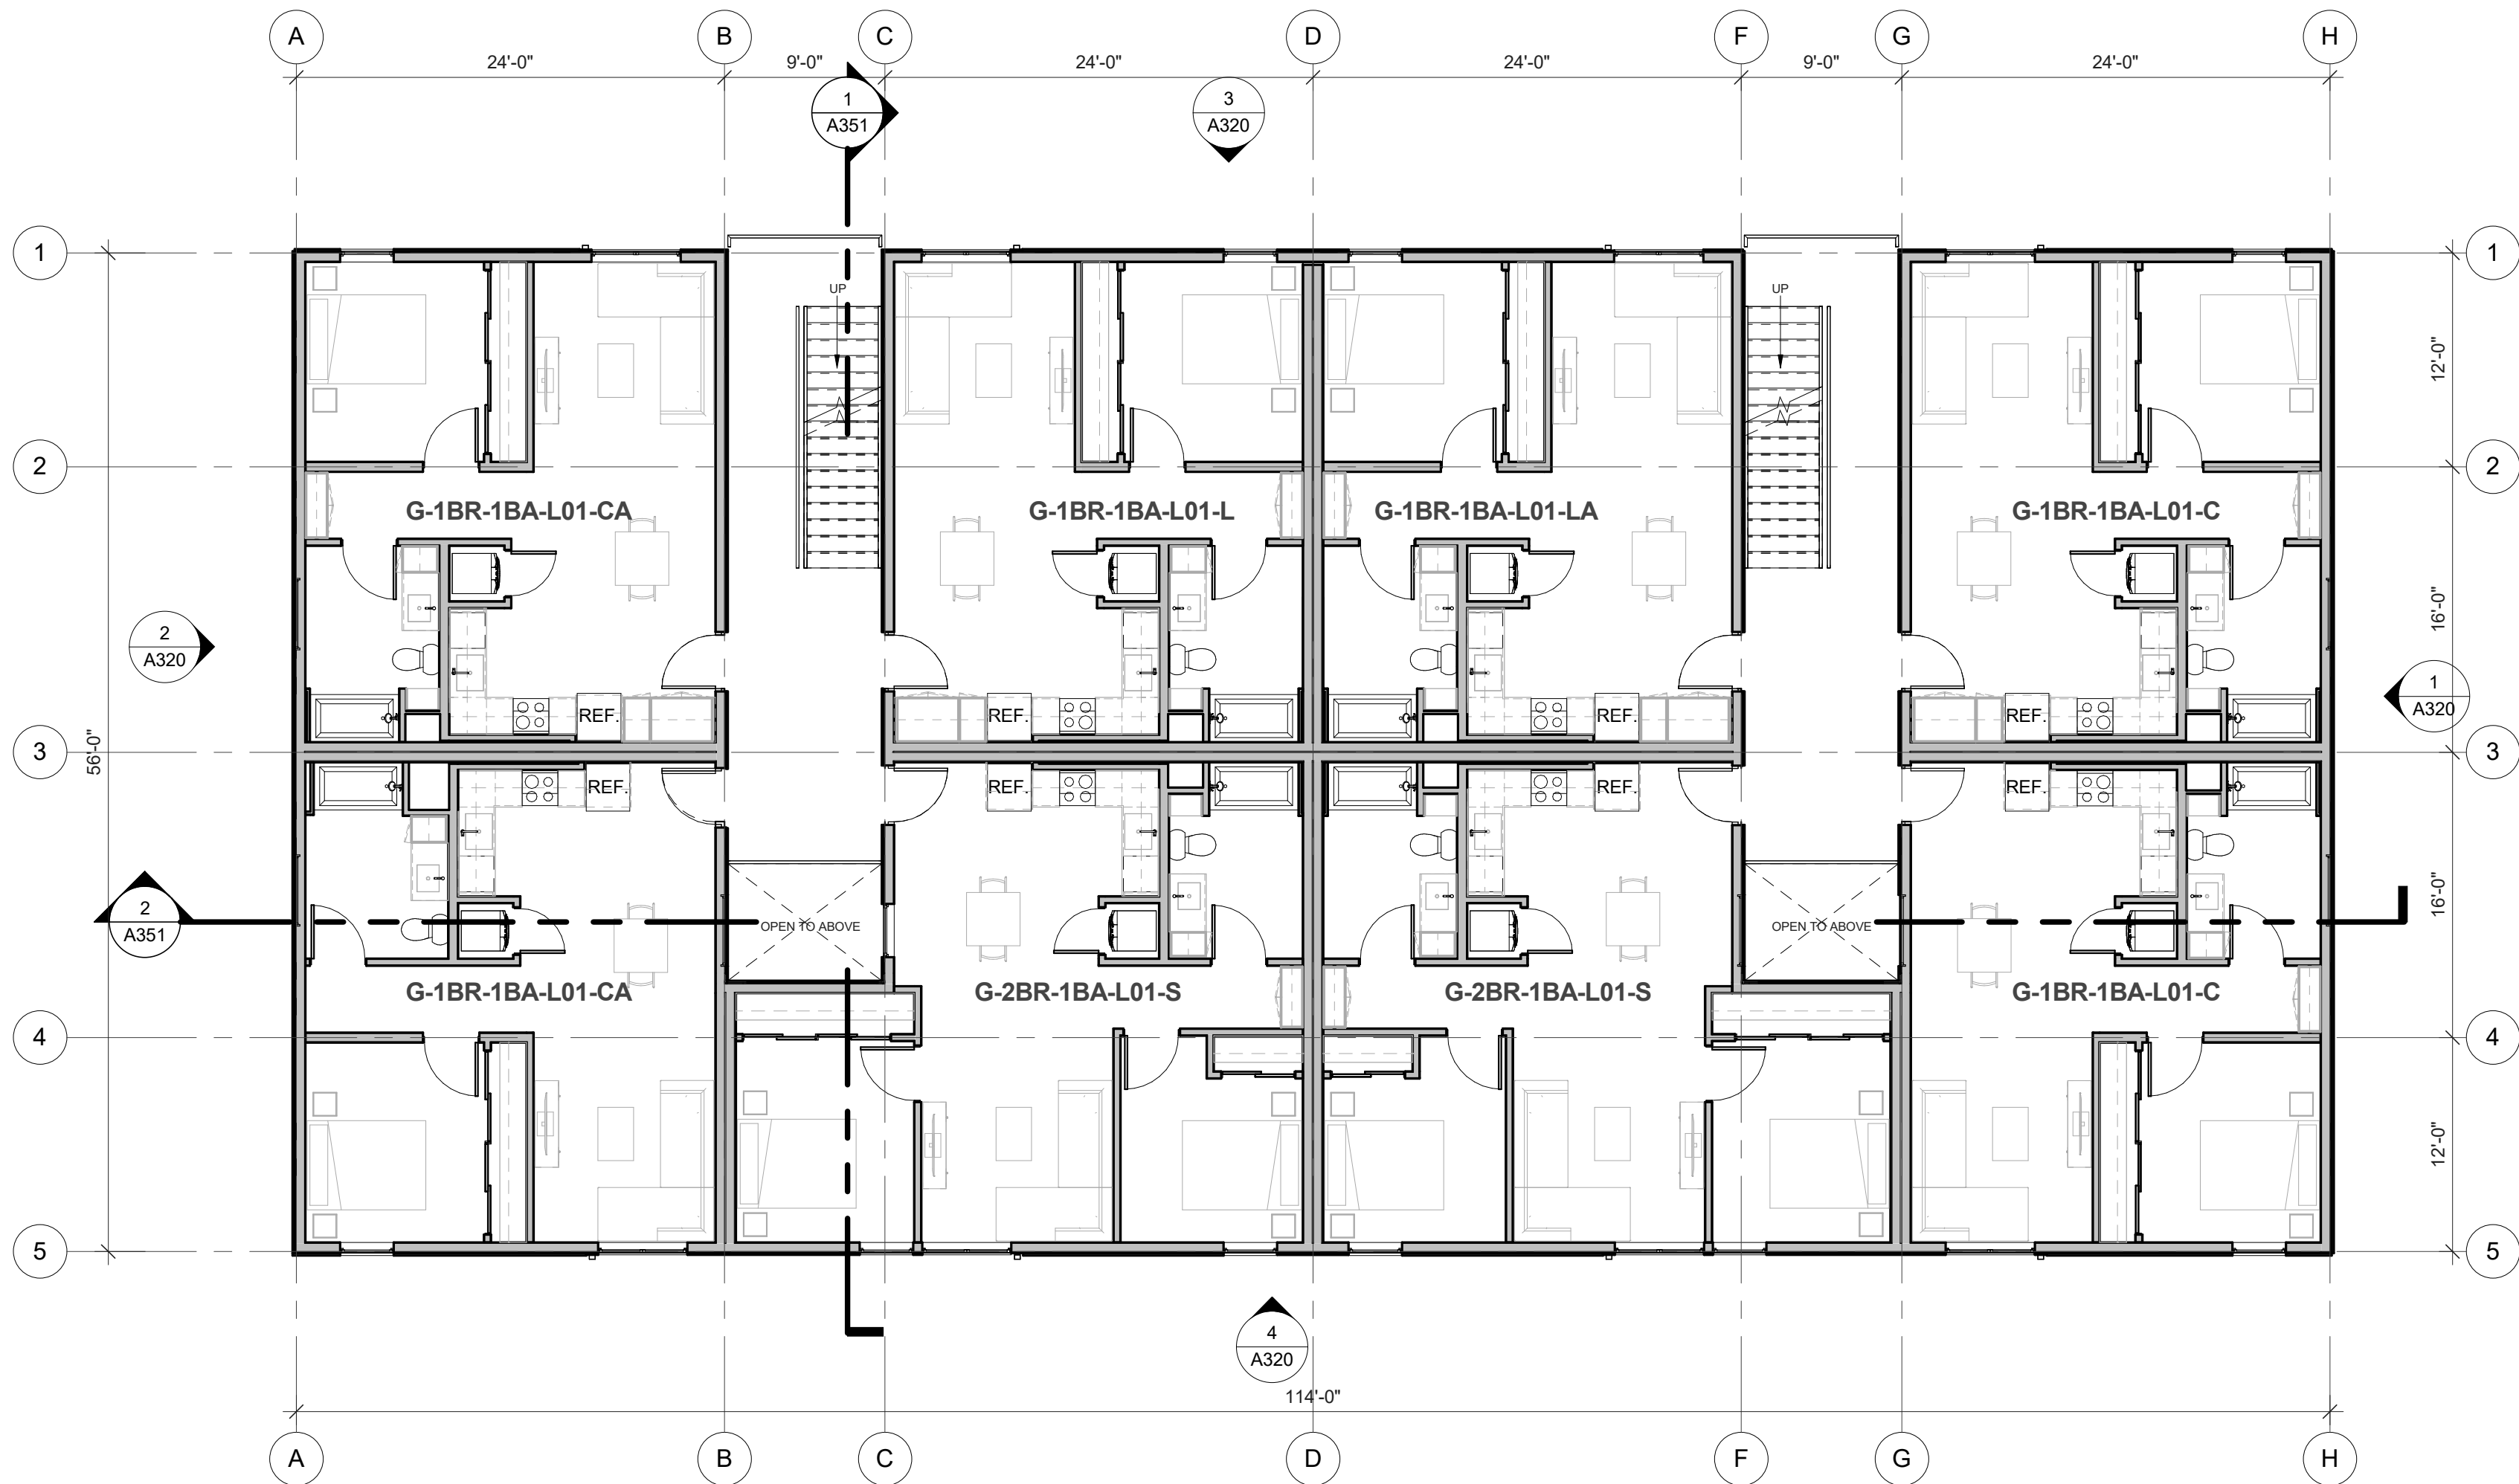 A B C D F G H
24'-0" 9'-0" 24'-0" 24'-0" 9'-0" 24'-0"
1
A351
3
A320
1 1
UP UP
12'-0"
2 2
G-1BR-1BA-L01-CA G-1BR-1BA-L01-L G-1BR-1BA-L01-LA G-1BR-1BA-L01-C
16'-0"
2
A320
1
A320
REF. REF. REF. REF.
3 3
56'-0"
REF. REF. REF. REF.
2
A351
OPEN TO ABOVE OPEN TO ABOVE
16'-0"
G-1BR-1BA-L01-CA G-2BR-1BA-L01-S G-2BR-1BA-L01-S G-1BR-1BA-L01-C
4 4
12'-0"
5 5
4
A320
114'-0"
A B C D F G H